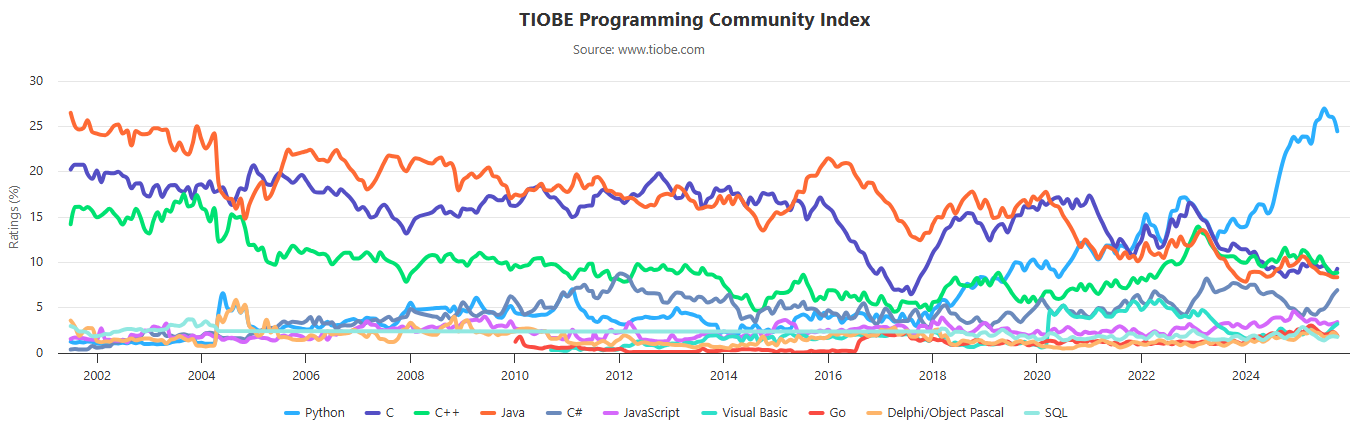 TIOBE Programming Community Index
Source: www.tiobe.com
Ratings (%)
30
25
20
15
10
5
0
2002 2004 2006 2008 2010 2012 2014 2016 2018 2020 2022 2024
Python C C++ Java C# JavaScript Visual Basic Go Delphi/Object Pascal SQL